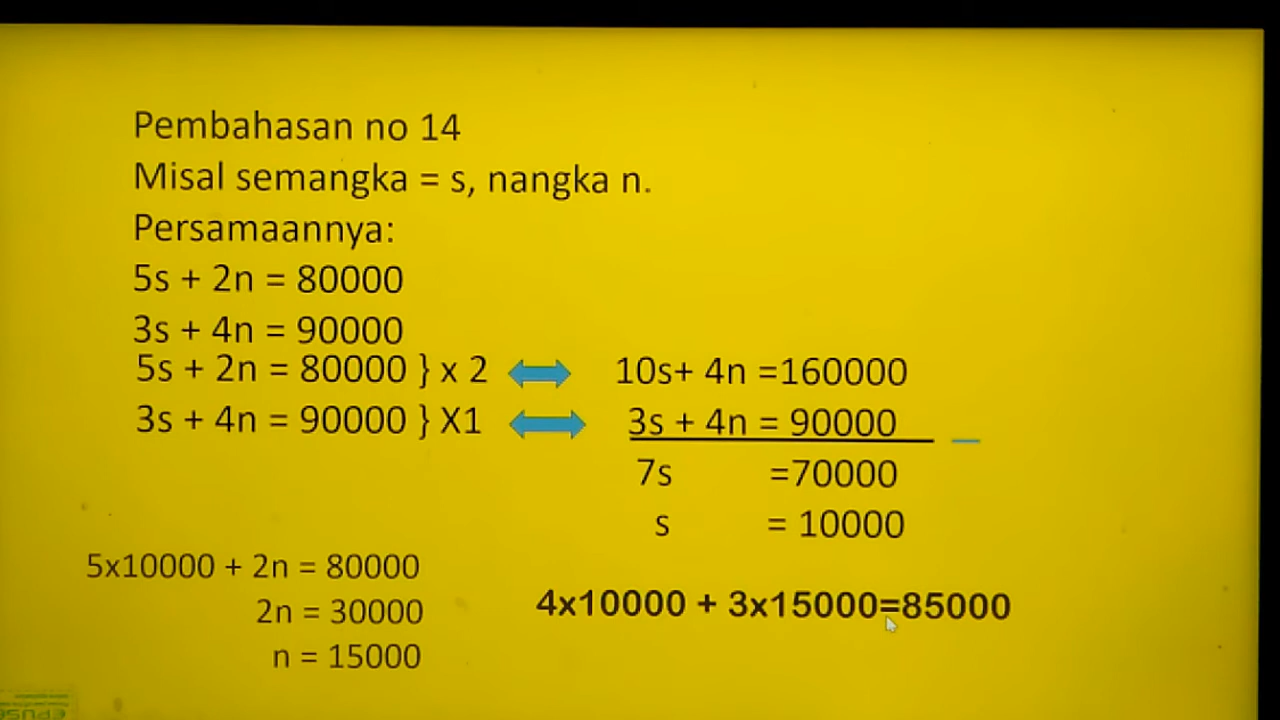 Pembahasan no 14
Misal semangka = s, nangka n.
Persamaannya:
5s + 2n = 80000
3s + 4n = 90000
5s + 2n = 80000 } x 2 10s+ 4n =160000
3s + 4n = 90000 } X1 3s + 4n = 90000 –
7s =70000
s = 10000
5x10000 + 2n = 80000
2n = 30000
n = 15000
4x10000 + 3x15000=85000